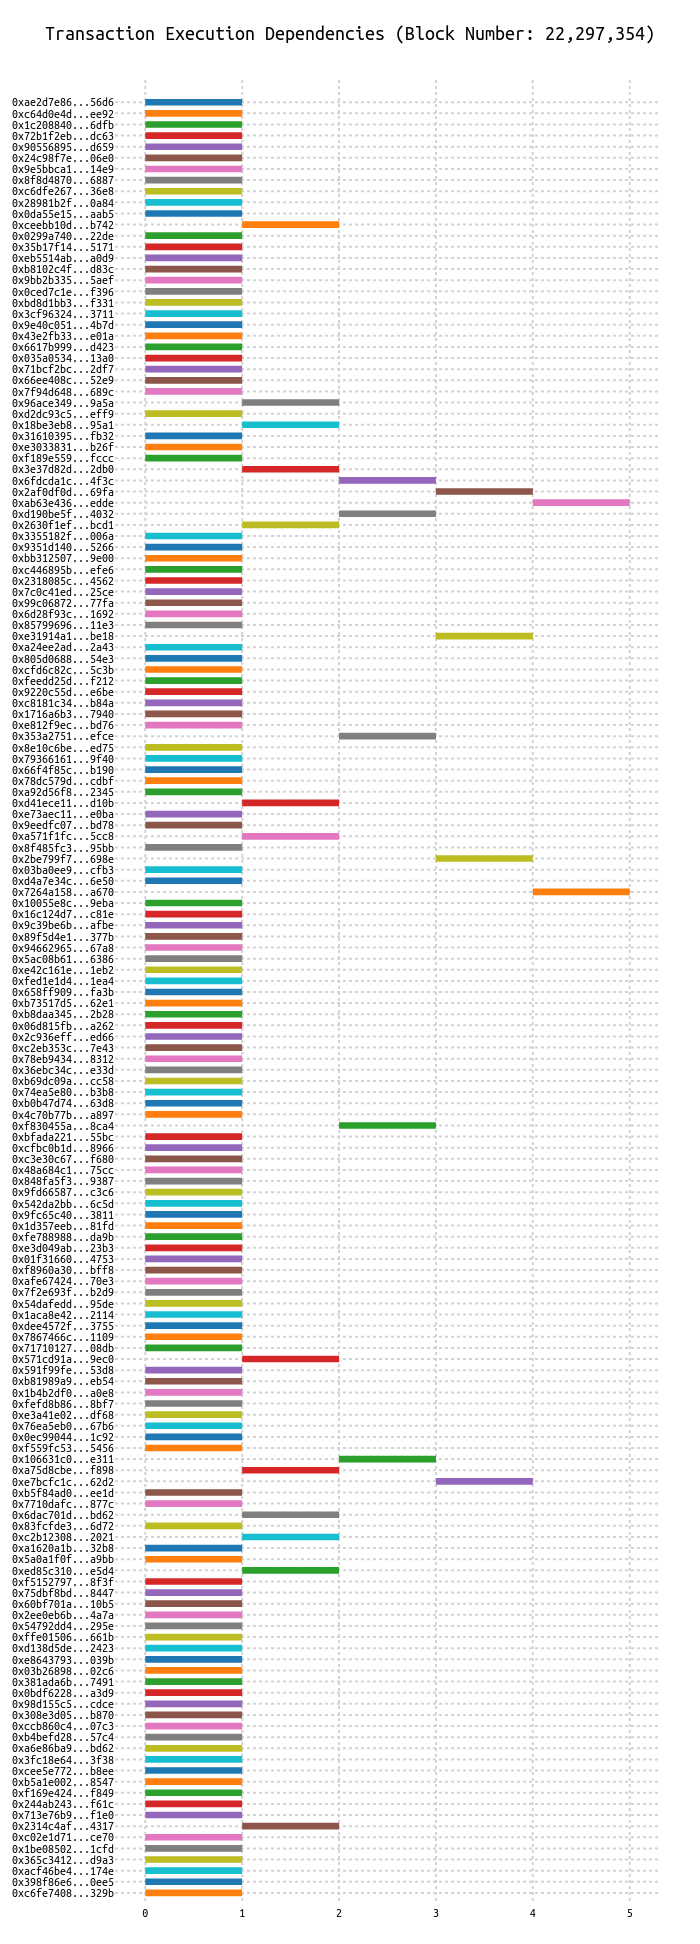 Transaction Execution Dependencies (Block Number: 22,297,354)
0xae2d7e86...56d6
0xc64d0e4d...ee92
0x1c208840...6dfb
0x72b1f2eb...dc63
0x90556895...d659
0x24c98f7e...06e0
0x9e5bbca1...14e9
0x8f8d4870...6887
0xc6dfe267...36e8
0x28981b2f...0a84
0x0da55e15...aab5
0xceebb10d...b742
0x0299a740...22de
0x35b17f14...5171
0xeb5514ab...a0d9
0xb8102c4f...d83c
0x9bb2b335...5aef
0x0ced7c1e...f396
0xbd8d1bb3...f331
0x3cf96324...3711
0x9e40c051...4b7d
0x43e2fb33...e01a
0x6617b999...d423
0x035a0534...13a0
0x71bcf2bc...2df7
0x66ee408c...52e9
0x7f94d648...689c
0x96ace349...9a5a
0xd2dc93c5...eff9
0x18be3eb8...95a1
0x31610395...fb32
0xe3033831...b26f
0xf189e559...fccc
0x3e37d82d...2db0
0x6fdcda1c...4f3c
0x2af0df0d...69fa
0xab63e436...edde
0xd190be5f...4032
0x2630f1ef...bcd1
0x3355182f...006a
0x9351d140...5266
0xbb312507...9e00
0xc446895b...efe6
0x2318085c...4562
0x7c0c41ed...25ce
0x99c06872...77fa
0x6d28f93c...1692
0x85799696...11e3
0xe31914a1...be18
0xa24ee2ad...2a43
0x805d0688...54e3
0xcfd6c82c...5c3b
0xfeedd25d...f212
0x9220c55d...e6be
0xc8181c34...b84a
0x1716a6b3...7940
0xe812f9ec...bd76
0x353a2751...efce
0x8e10c6be...ed75
0x79366161...9f40
0x66f4f85c...b190
0x78dc579d...cdbf
0xa92d56f8...2345
0xd41ece11...d10b
0xe73aec11...e0ba
0x9eedfc07...bd78
0xa571f1fc...5cc8
0x8f485fc3...95bb
0x2be799f7...698e
0x03ba0ee9...cfb3
0xd4a7e34c...6e50
0x7264a158...a670
0x10055e8c...9eba
0x16c124d7...c81e
0x9c39be6b...afbe
0x89f5d4e1...377b
0x94662965...67a8
0x5ac08b61...6386
0xe42c161e...1eb2
0xfed1e1d4...1ea4
0x658ff909...fa3b
0xb73517d5...62e1
0xb8daa345...2b28
0x06d815fb...a262
0x2c936eff...ed66
0xc2eb353c...7e43
0x78eb9434...8312
0x36ebc34c...e33d
0xb69dc09a...cc58
0x74ea5e80...b3b8
0xb0b47d74...63d8
0x4c70b77b...a897
0xf830455a...8ca4
0xbfada221...55bc
0xcfbc0b1d...8966
0xc3e30c67...f680
0x48a684c1...75cc
0x848fa5f3...9387
0x9fd66587...c3c6
0x542da2bb...6c5d
0x9fc65c40...3811
0x1d357eeb...81fd
0xfe788988...da9b
0xe3d049ab...23b3
0x01f31660...4753
0xf8960a30...bff8
0xafe67424...70e3
0x7f2e693f...b2d9
0x54dafedd...95de
0x1aca8e42...2114
0xdee4572f...3755
0x7867466c...1109
0x71710127...08db
0x571cd91a...9ec0
0x591f99fe...53d8
0xb81989a9...eb54
0x1b4b2df0...a0e8
0xfefd8b86...8bf7
0xe3a41e02...df68
0x76ea5eb0...67b6
0x0ec99044...1c92
0xf559fc53...5456
0x106631c0...e311
0xa75d8cbe...f898
0xe7bcfc1c...62d2
0xb5f84ad0...ee1d
0x7710dafc...877c
0x6dac701d...bd62
0x83fcfde3...6d72
0xc2b12308...2021
0xa1620a1b...32b8
0x5a0a1f0f...a9bb
0xed85c310...e5d4
0xf5152797...8f3f
0x75dbf8bd...8447
0x60bf701a...10b5
0x2ee0eb6b...4a7a
0x54792dd4...295e
0xffe01506...661b
0xd138d5de...2423
0xe8643793...039b
0x03b26898...02c6
0x381ada6b...7491
0x0bdf6228...a3d9
0x98d155c5...cdce
0x308e3d05...b870
0xccb860c4...07c3
0xb4befd28...57c4
0xa6e86ba9...bd62
0x3fc18e64...3f38
0xcee5e772...b8ee
0xb5a1e002...8547
0xf169e424...f849
0x244ab243...f61c
0x713e76b9...f1e0
0x2314c4af...4317
0xc02e1d71...ce70
0x1be08502...1cfd
0x365c3412...d9a3
0xacf46be4...174e
0x398f86e6...0ee5
0xc6fe7408...329b
0 1 2 3 4 5